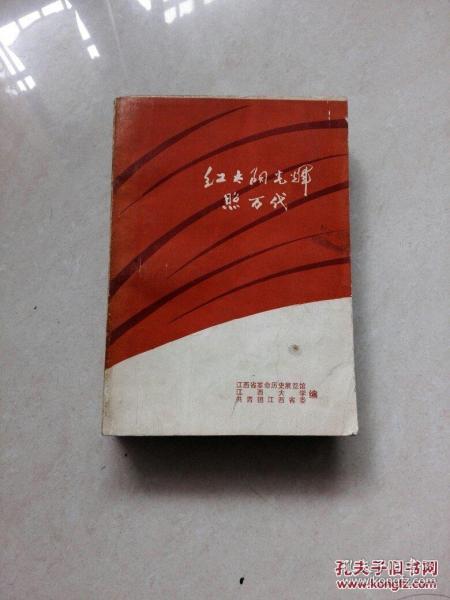 红太阳光辉
照万代
江西省革命历史展览馆
江西大学
共青团江西省委
编
孔夫子旧书网
www.kongfz.com